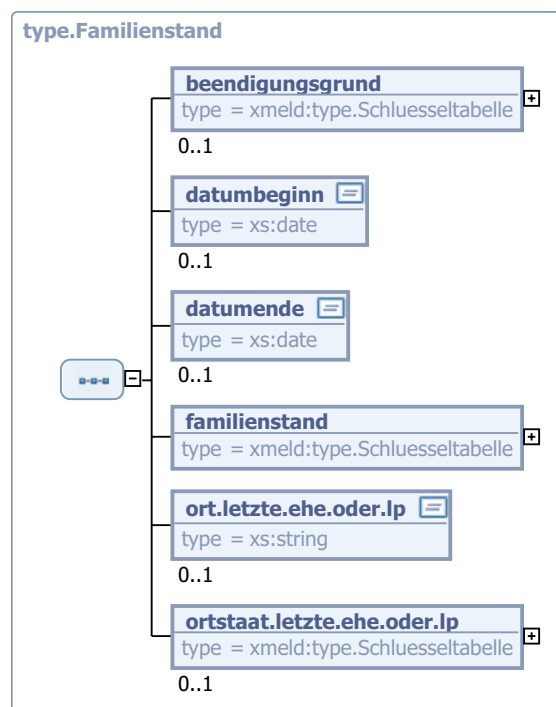 type.Familienstand
beendigungsgrund
type = xmeld:type.Schluesseltabelle
0..1
datumbeginn
type = xs:date
0..1
datumende
type = xs:date
0..1
familienstand
type = xmeld:type.Schluesseltabelle
ort.letzte.ehe.oder.lp
type = xs:string
0..1
ortstaat.letzte.ehe.oder.lp
type = xmeld:type.Schluesseltabelle
0..1